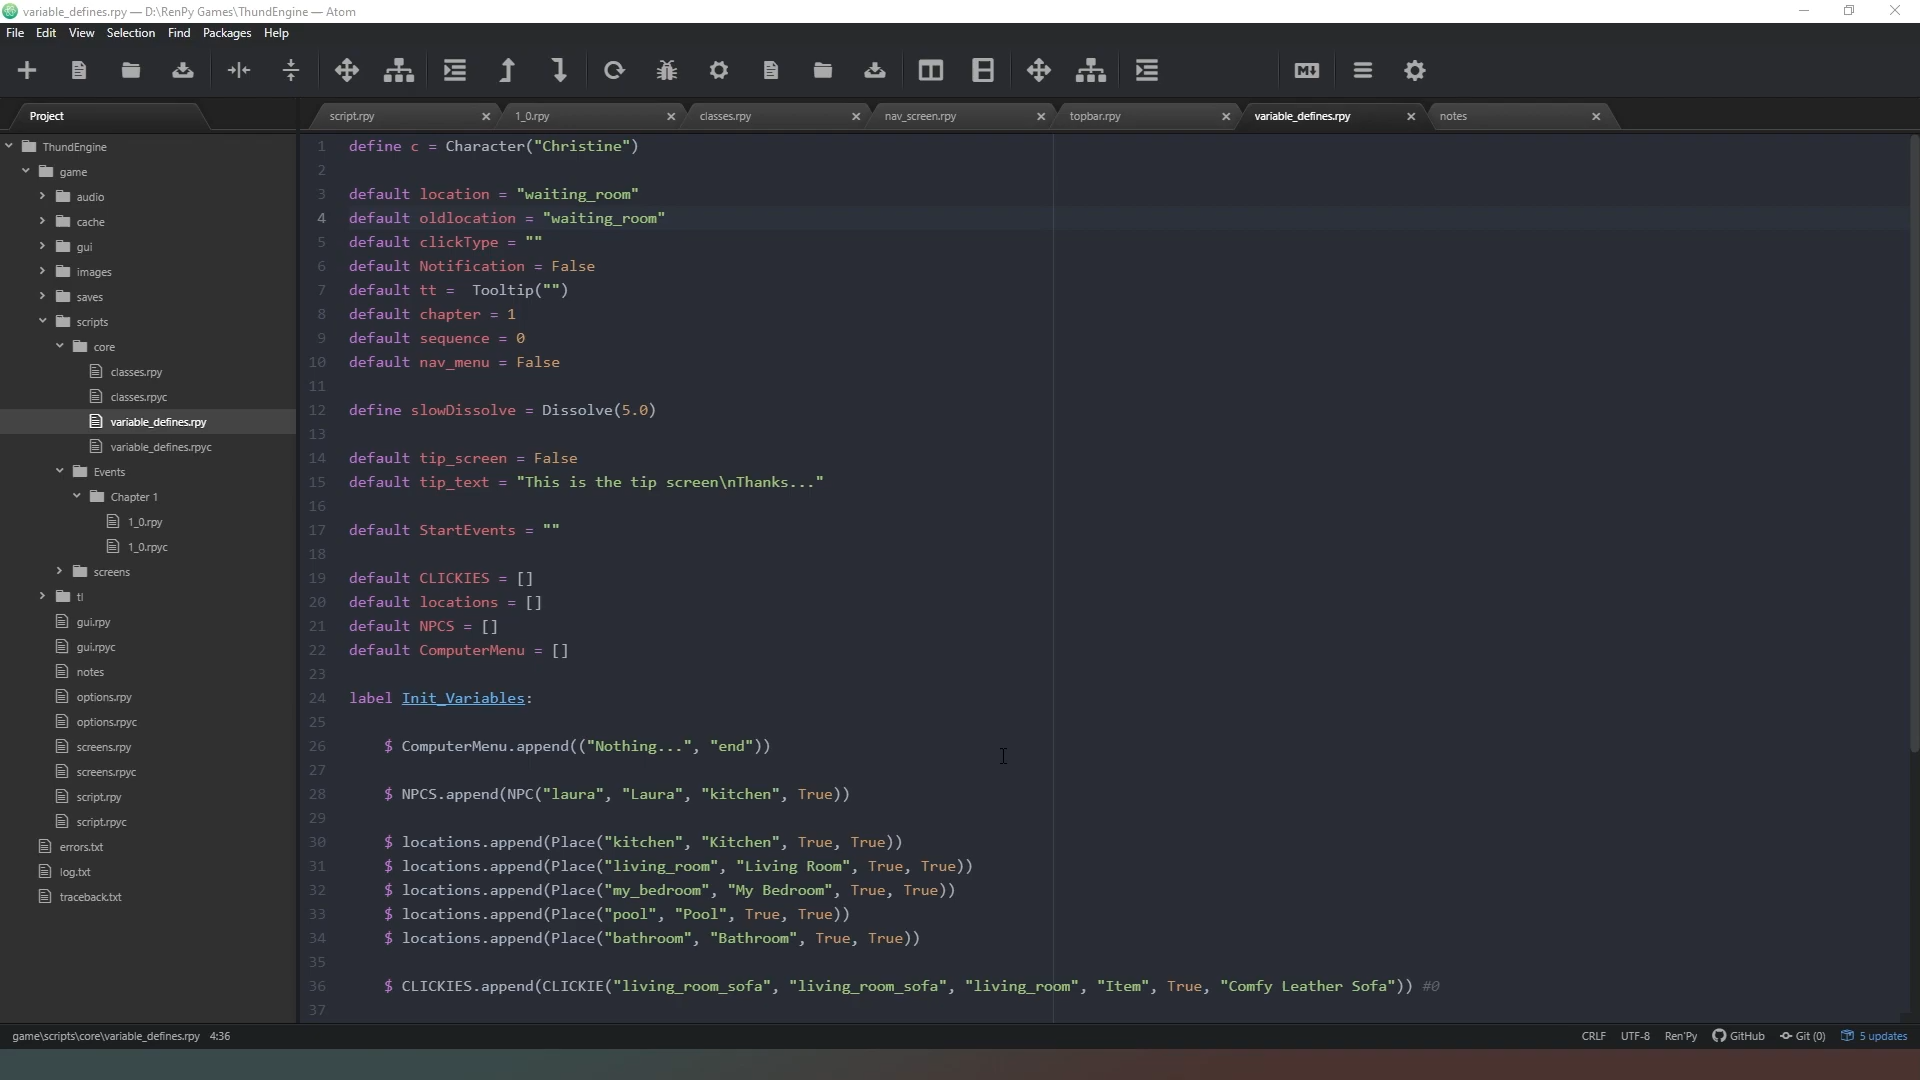 variable_defines.rpy — D:\RenPy Games\ThundEngine — Atom
File Edit View Selection Find Packages Help
Project
script.rpy
1_0.rpy
classes.rpy
nav_screen.rpy
topbar.rpy
variable_defines.rpy
notes
ThundEngine
game
audio
cache
gui
images
saves
scripts
core
classes.rpy
classes.rpyc
variable_defines.rpy
variable_defines.rpyc
Events
Chapter 1
1_0.rpy
1_0.rpyc
screens
tl
gui.rpy
gui.rpyc
notes
options.rpy
options.rpyc
screens.rpy
screens.rpyc
script.rpy
script.rpyc
errors.txt
log.txt
traceback.txt
1 define c = Character("Christine")
2
3 default location = "waiting_room"
4 default oldlocation = "waiting_room"
5 default clickType = ""
6 default Notification = False
7 default tt =  Tooltip("")
8 default chapter = 1
9 default sequence = 0
10 default nav_menu = False
11
12 define slowDissolve = Dissolve(5.0)
13
14 default tip_screen = False
15 default tip_text = "This is the tip screen\nThanks..."
16
17 default StartEvents = ""
18
19 default CLICKIES = []
20 default locations = []
21 default NPCS = []
22 default ComputerMenu = []
23
24 label Init_Variables:
25
26     $ ComputerMenu.append(("Nothing...", "end"))
27
28     $ NPCS.append(NPC("laura", "Laura", "kitchen", True))
29
30     $ locations.append(Place("kitchen", "Kitchen", True, True))
31     $ locations.append(Place("living_room", "Living Room", True, True))
32     $ locations.append(Place("my_bedroom", "My Bedroom", True, True))
33     $ locations.append(Place("pool", "Pool", True, True))
34     $ locations.append(Place("bathroom", "Bathroom", True, True))
35
36     $ CLICKIES.append(CLICKIE("living_room_sofa", "living_room_sofa", "living_room", "Item", True, "Comfy Leather Sofa")) #0
37
game\scripts\core\variable_defines.rpy 4:36
CRLF UTF-8 Ren'Py GitHub Git (0) 5 updates